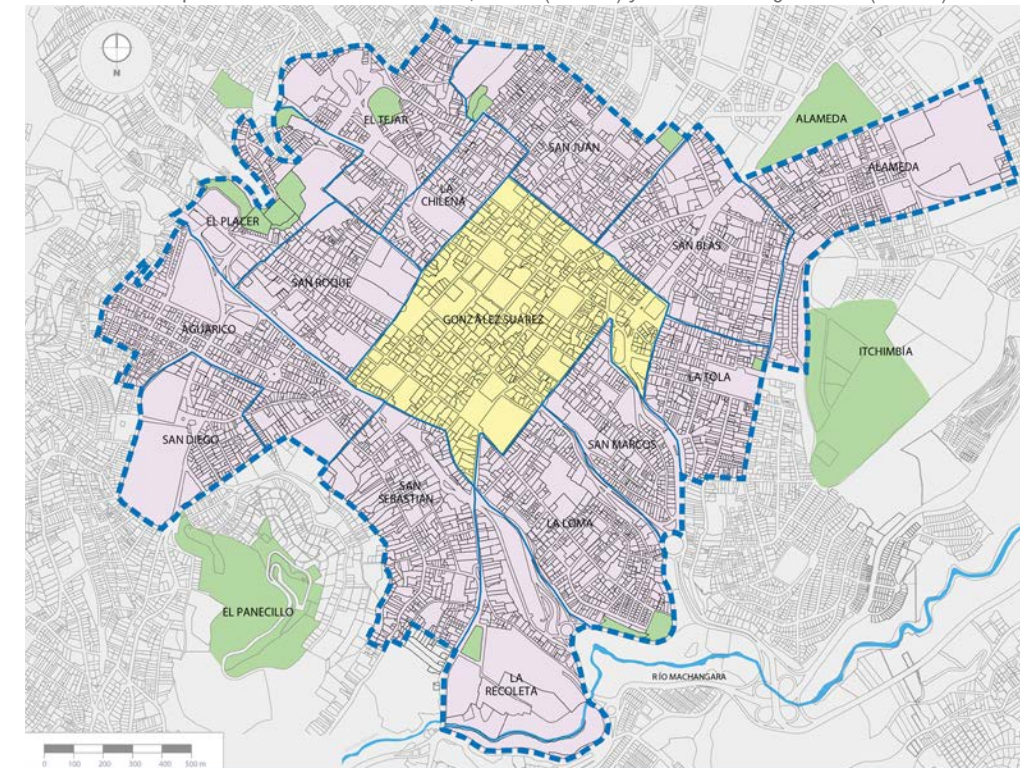 N
EL TEJAR
SAN JUAN
ALAMEDA
ALAMEDA
LA
CHILENA
EL PLACER
SAN BLAS
SAN ROQUE
GONZÁLEZ SUÁREZ
AGUARICO
ITCHIMBÍA
LA TOLA
SAN DIEGO
SAN MARCOS
SAN
SEBASTIÁN
LA LOMA
EL PANECILLO
LA
RECOLETA
RÍO MACHANGARA
0 100 200 300 400 500 m